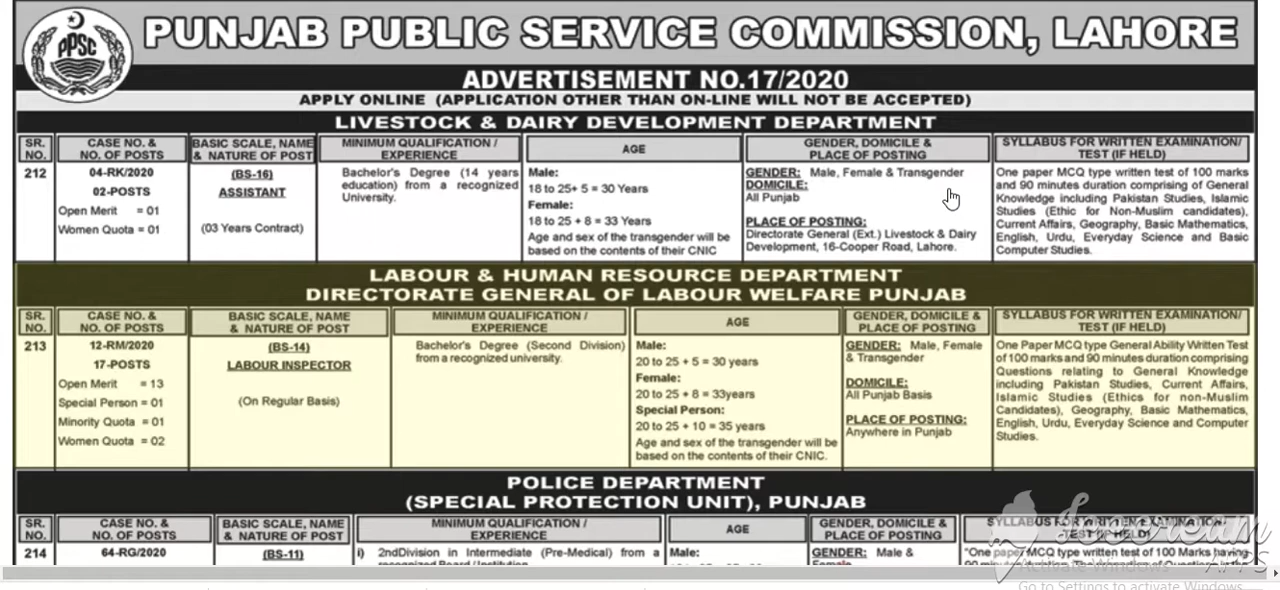 PPSC
PUNJAB PUBLIC SERVICE COMMISSION, LAHORE
ADVERTISEMENT NO.17/2020
APPLY ONLINE (APPLICATION OTHER THAN ON-LINE WILL NOT BE ACCEPTED)
LIVESTOCK & DAIRY DEVELOPMENT DEPARTMENT
SR. NO.
CASE NO. &
NO. OF POSTS
BASIC SCALE, NAME
& NATURE OF POST
MINIMUM QUALIFICATION /
EXPERIENCE
AGE
GENDER, DOMICILE &
PLACE OF POSTING
SYLLABUS FOR WRITTEN EXAMINATION/
TEST (IF HELD)
212
04-RK/2020
02-POSTS
Open Merit = 01
Women Quota = 01
(BS-16)
ASSISTANT
(03 Years Contract)
Bachelor's Degree (14 years
education) from a recognized
University.
Male:
18 to 25+ 5 = 30 Years
Female:
18 to 25 + 8 = 33 Years
Age and sex of the transgender will be
based on the contents of their CNIC
GENDER: Male, Female & Transgender
DOMICILE:
All Punjab
PLACE OF POSTING:
Directorate General (Ext.) Livestock & Dairy
Development, 16-Cooper Road, Lahore.
One paper MCQ type written test of 100 marks
and 90 minutes duration comprising of General
Knowledge including Pakistan Studies, Islamic
Studies (Ethic for Non-Muslim candidates),
Current Affairs, Geography, Basic Mathematics,
English, Urdu, Everyday Science and Basic
Computer Studies.
LABOUR & HUMAN RESOURCE DEPARTMENT
DIRECTORATE GENERAL OF LABOUR WELFARE PUNJAB
SR.
NO.
CASE NO. &
NO. OF POSTS
BASIC SCALE, NAME
& NATURE OF POST
MINIMUM QUALIFICATION /
EXPERIENCE
AGE
GENDER, DOMICILE &
PLACE OF POSTING
SYLLABUS FOR WRITTEN EXAMINATION/
TEST (IF HELD)
213
12-RM/2020
17-POSTS
Open Merit = 13
Special Person = 01
Minority Quota = 01
Women Quota = 02
(BS-14)
LABOUR INSPECTOR
(On Regular Basis)
Bachelor's Degree (Second Division)
from a recognized university.
Male:
20 to 25 + 5 = 30 years
Female:
20 to 25 + 8 = 33years
Special Person:
20 to 25 + 10 = 35 years
Age and sex of the transgender will be
based on the contents of their CNIC.
GENDER: Male, Female
& Transgender
DOMICILE:
All Punjab Basis
PLACE OF POSTING:
Anywhere in Punjab
One Paper MCQ type General Ability Written Test
of 100 marks and 90 minutes duration comprising
Questions relating to General Knowledge
including Pakistan Studies, Current Affairs,
Islamic Studies (Ethics for non-Muslim
Candidates), Geography, Basic Mathematics,
English, Urdu, Everyday Science and Computer
Studies.
POLICE DEPARTMENT
(SPECIAL PROTECTION UNIT), PUNJAB
SR.
NO.
CASE NO. &
NO. OF POSTS
BASIC SCALE, NAME
& NATURE OF POST
MINIMUM QUALIFICATION /
EXPERIENCE
AGE
GENDER, DOMICILE &
PLACE OF POSTING
SYLLABUS FOR WRITTEN EXAMINATION
TEST (IF HELD)
214
64-RG/2020
(BS-11)
i) 2ndDivision in Intermediate (Pre-Medical) from a
recognized Board / Institution
Male:
GENDER: Male &
Female
"One paper MCQ type written test of 100 Marks having
Icecream
APPS
Activate Windows
Go to Settings to activate Windows.